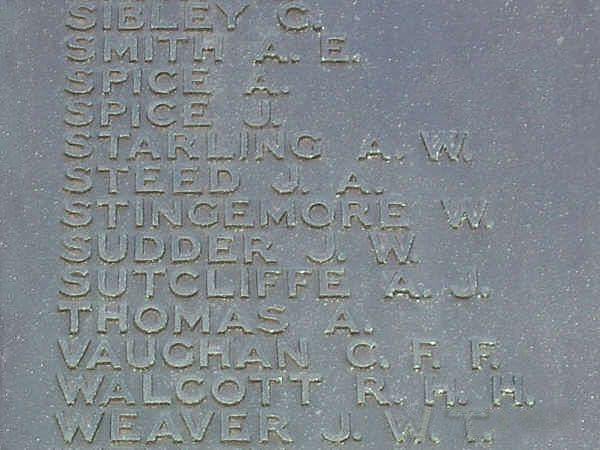 SIBLEY C.
SMITH A. E.
SPICE A.
SPICE J.
STARLING A. W.
STEED J. A.
STINGEMORE W.
SUDDER J. W.
SUTCLIFFE A. J.
THOMAS A.
VAUGHAN C. F. F.
WALCOTT R. H. H.
WEAVER J. W. T.